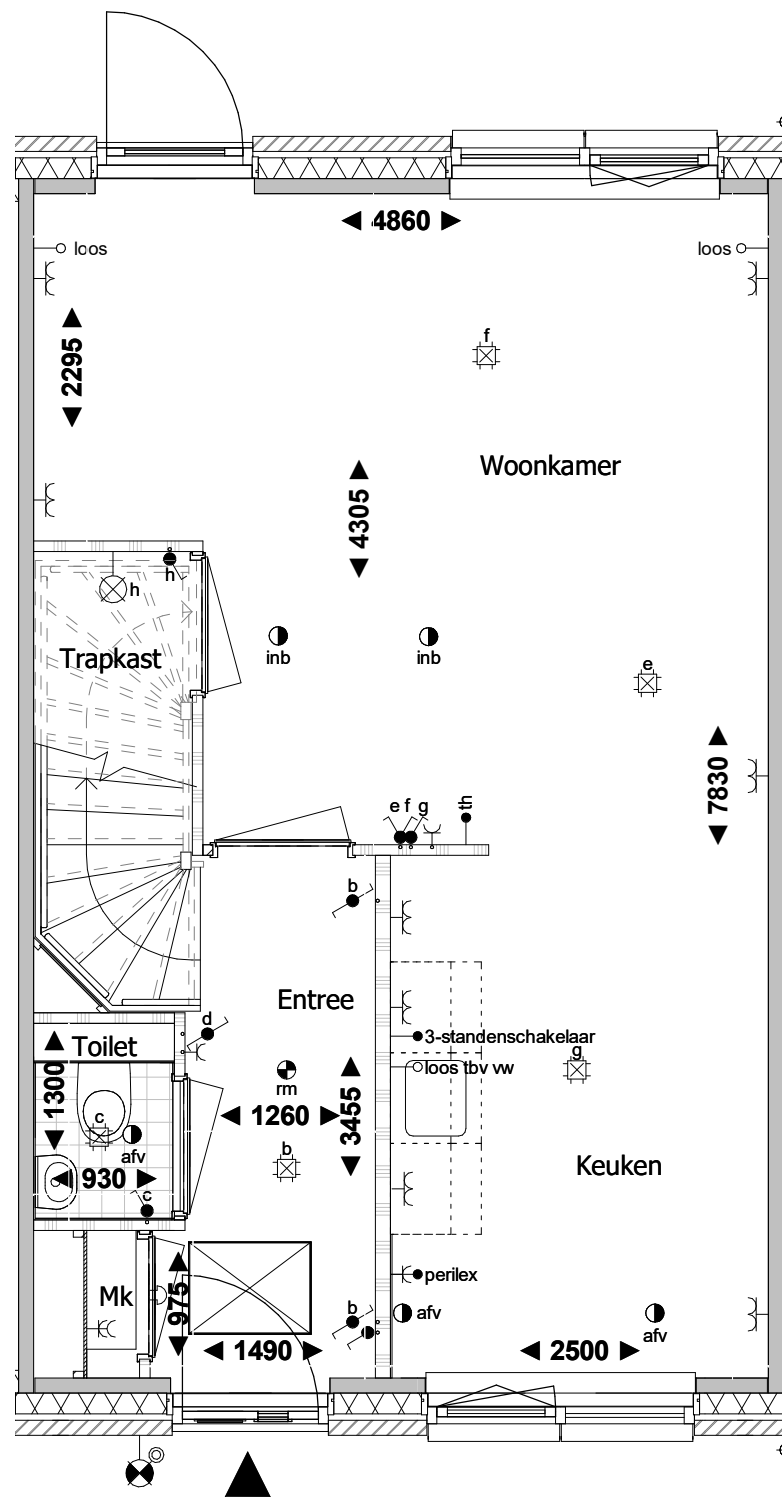 4860
loos
loos
2295
f
Woonkamer
4305
h
h
Trapkast
inb
inb
e
7830
e f g
th
b
Entree
d
3-standenschakelaar
Toilet
g
loos tbv vw
rm
1300
1260
3455
c
afv
b
Keuken
930
c
perilex
Mk
975
b
afv
afv
1490
2500